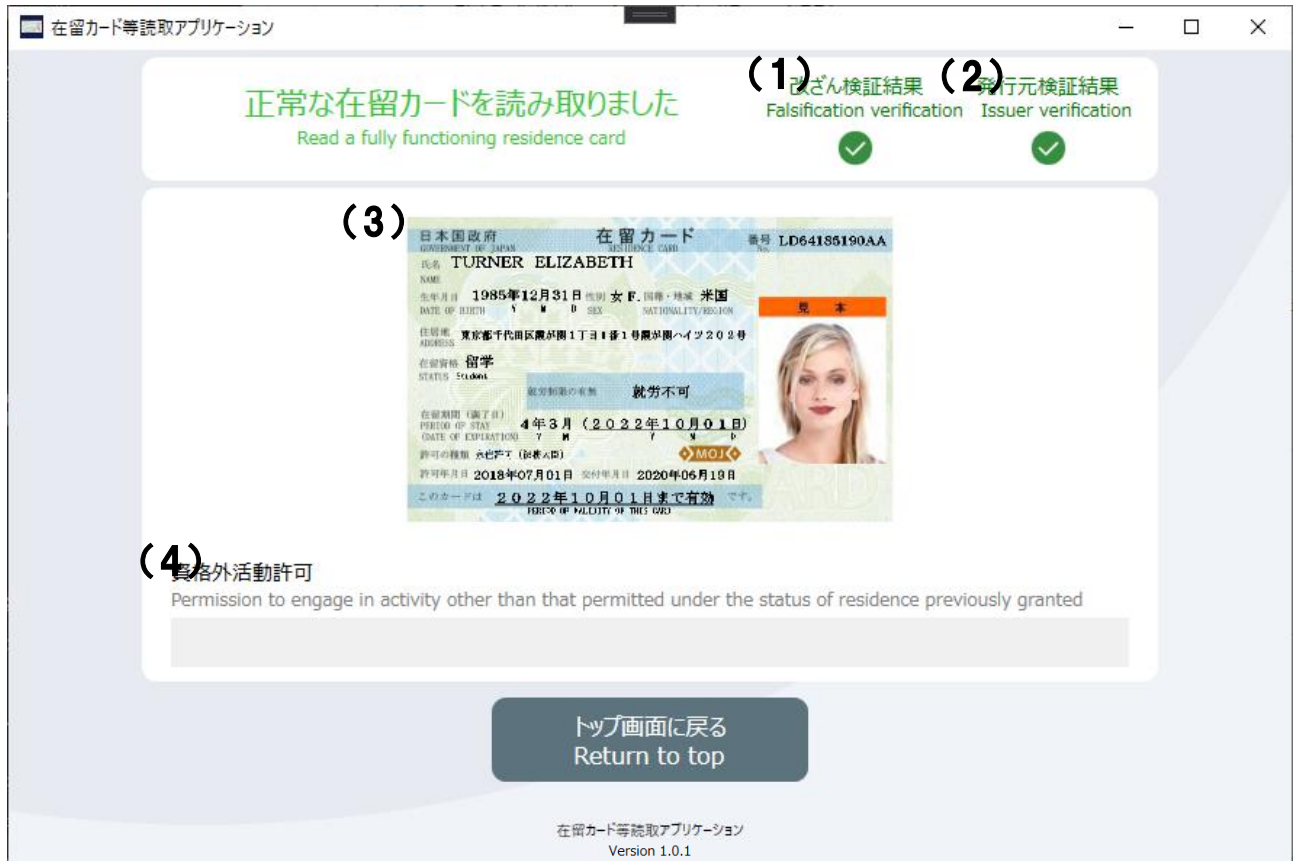 在留カード等読取アプリケーション
正常な在留カードを読み取りました
Read a fully functioning residence card
(1)
改ざん検証結果
Falsification verification
(2)
発行元検証結果
Issuer verification
(3)
日本国政府
GOVERNMENT OF JAPAN
在留カード
RESIDENCE CARD
番号 LD64185190AA
No.
氏名 TURNER ELIZABETH
NAME
生年月日 1985年12月31日 性別 女 F. 国籍・地域 米国
DATE OF BIRTH Y M D SEX NATIONALITY/REGION
見 本
住居地 東京都千代田区霞が関1丁目1番1号霞が関ハイツ202号
ADDRESS
在留資格 留学
STATUS Student
就労制限の有無 就労不可
在留期間(満了日)
PERIOD OF STAY
(DATE OF EXPIRATION)
4年3月(2022年10月01日)
Y M Y M D
許可の種類
MOJ
許可年月日 2018年07月01日 交付年月日 2020年06月19日
このカードは 2022年10月01日まで有効 です。
PERIOD OF VALIDITY OF THIS CARD
(4)
資格外活動許可
Permission to engage in activity other than that permitted under the status of residence previously granted
トップ画面に戻る
Return to top
在留カード等読取アプリケーション
Version 1.0.1